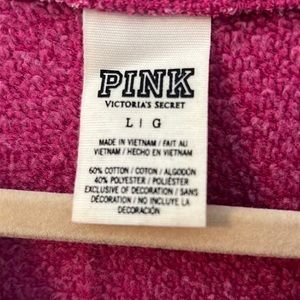 PINK
VICTORIA'S SECRET
L | G
MADE IN VIETNAM / FAIT AU
VIETNAM / HECHO EN VIETNAM
60% COTTON / COTON / ALGODÓN
40% POLYESTER / POLIÉSTER
EXCLUSIVE OF DECORATION / SANS
DÉCORATION / NO INCLUYE LA
DECORACIÓN